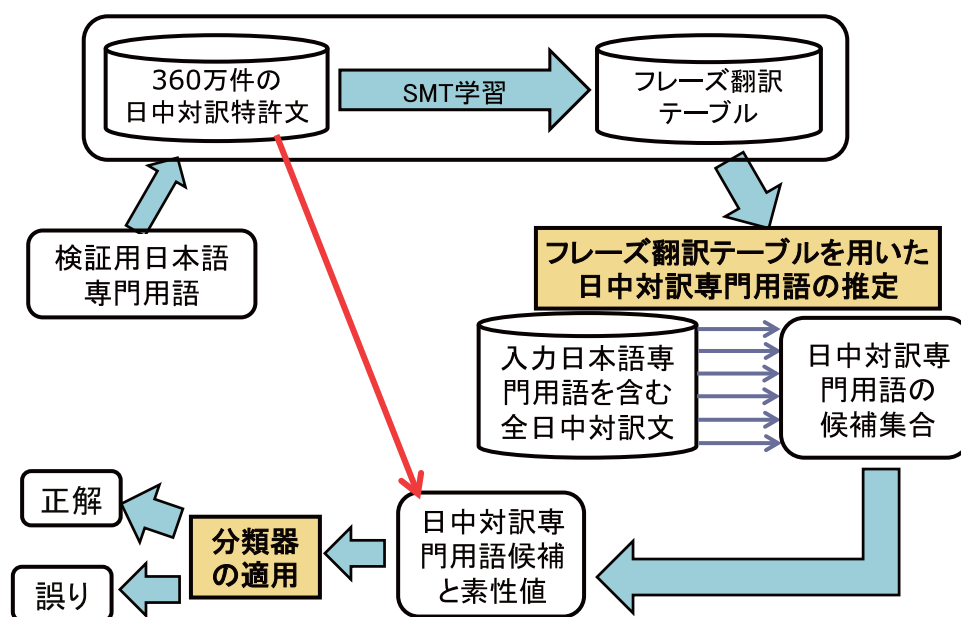 360万件の
日中対訳特許文
SMT学習
フレーズ翻訳
テーブル
検証用日本語
専門用語
フレーズ翻訳テーブルを用いた
日中対訳専門用語の推定
入力日本語専
門用語を含む
全日中対訳文
日中対訳専
門用語の
候補集合
正解
誤り
分類器
の適用
日中対訳専
門用語候補
と素性値